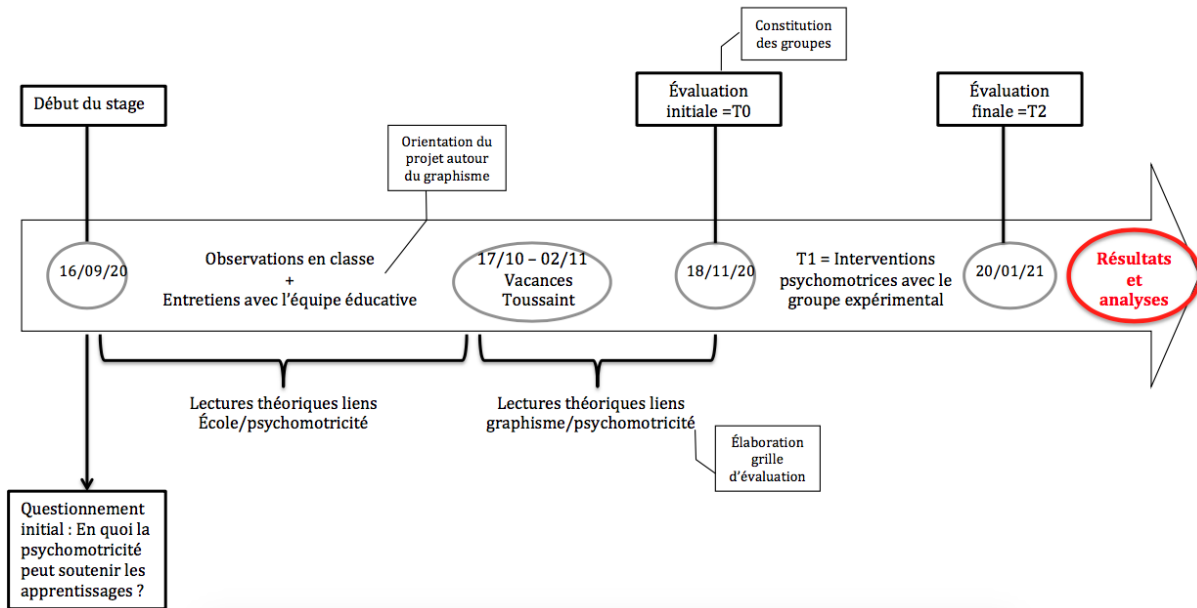 Constitution
des groupes
Début du stage
Évaluation
initiale =T0
Évaluation
finale =T2
Orientation du
projet autour
du graphisme
16/09/20
Observations en classe
+
Entretiens avec l'équipe éducative
17/10 – 02/11
Vacances
Toussaint
18/11/20
T1 = Interventions
psychomotrices avec le
groupe expérimental
20/01/21
Résultats
et
analyses
Lectures théoriques liens
École/psychomotricité
Lectures théoriques liens
graphisme/psychomotricité
Élaboration
grille
d'évaluation
Questionnement
initial : En quoi la
psychomotricité
peut soutenir les
apprentissages ?